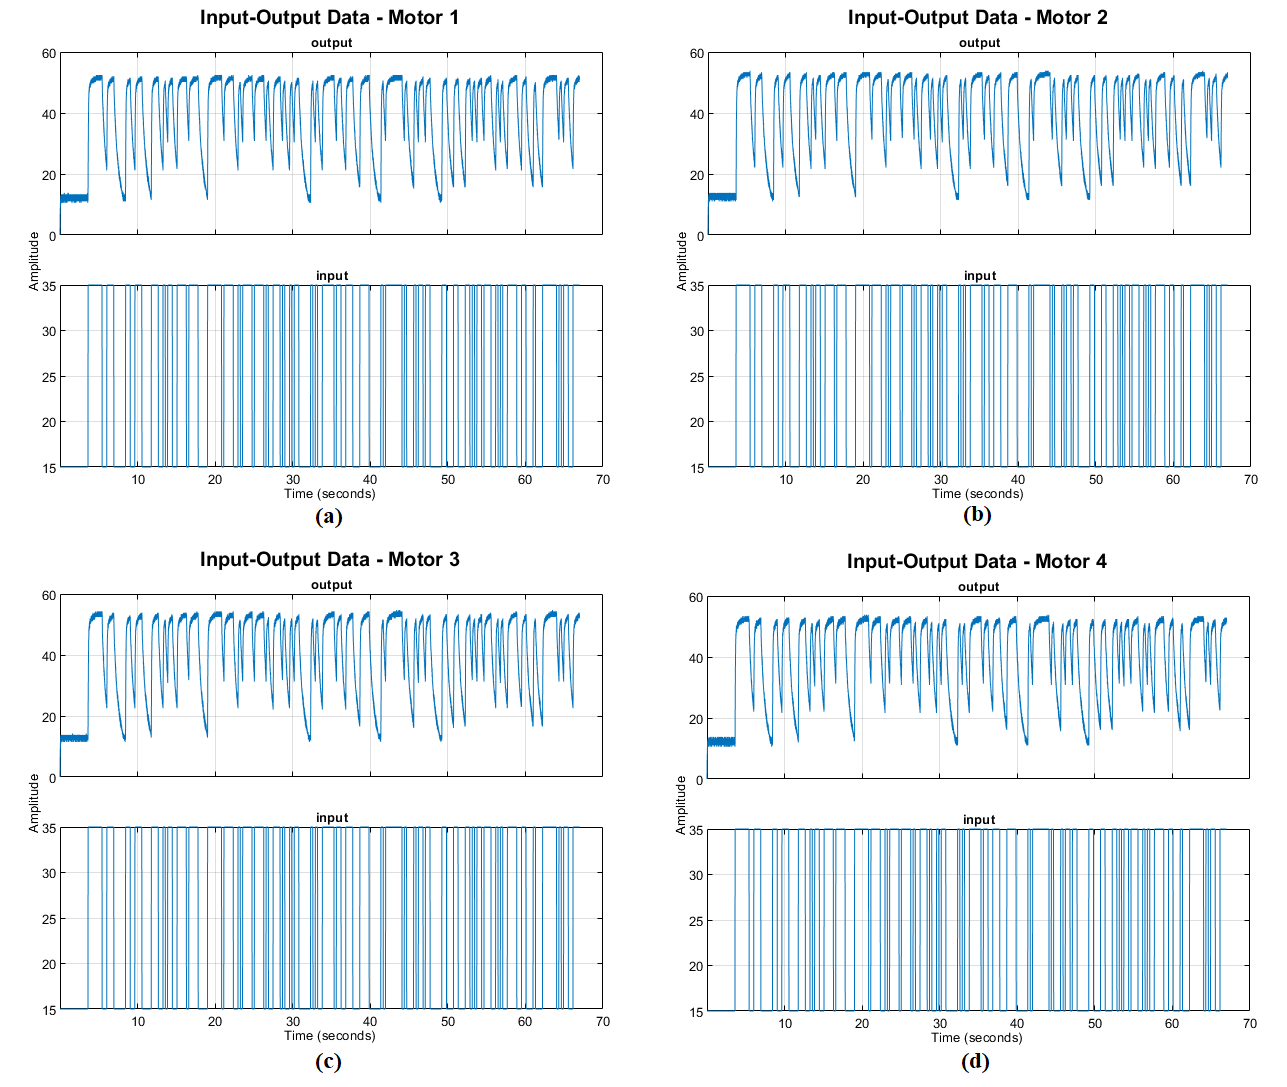 Input-Output Data - Motor 1
output
60
40
20
0
Amplitude
input
35
30
25
20
15
10 20 30 40 50 60 70
Time (seconds)
(a)
Input-Output Data - Motor 2
output
60
40
20
0
Amplitude
input
35
30
25
20
15
10 20 30 40 50 60 70
Time (seconds)
(b)
Input-Output Data - Motor 3
output
60
40
20
0
Amplitude
input
35
30
25
20
15
10 20 30 40 50 60 70
Time (seconds)
(c)
Input-Output Data - Motor 4
output
60
40
20
0
Amplitude
input
35
30
25
20
15
10 20 30 40 50 60 70
Time (seconds)
(d)